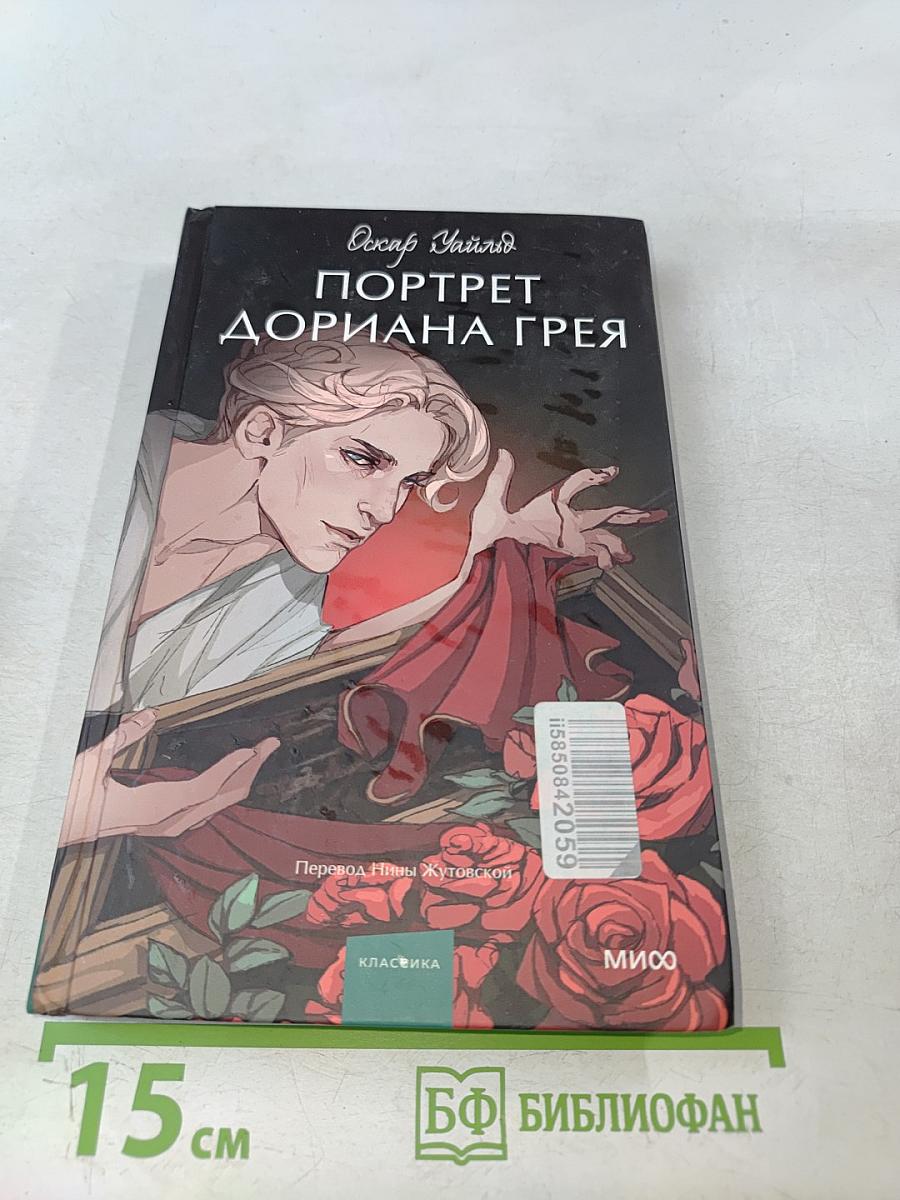 Оскар Уайльд
ПОРТРЕТ
ДОРИАНА ГРЕЯ
ii5850842059
Перевод Нины Жутовской
КЛАССИКА
МИФ
15 см
БФ БИБЛИОФАН